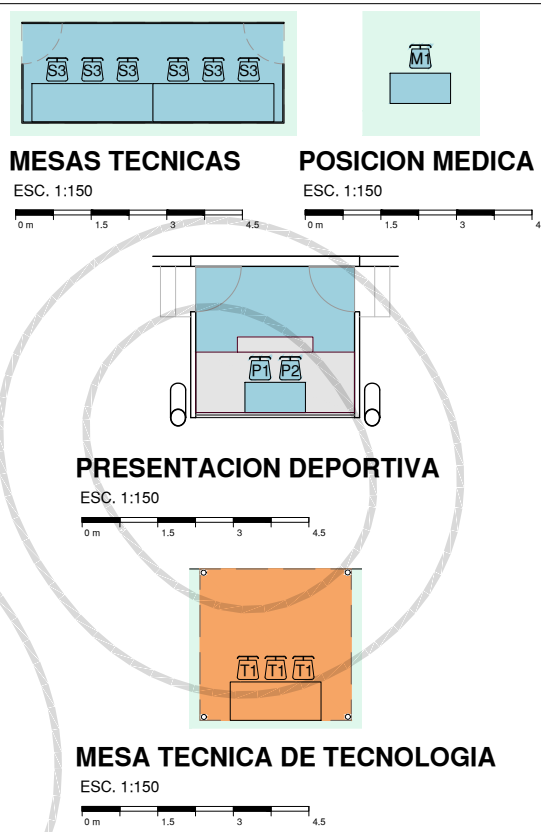 S3 S3 S3 S3 S3 S3
M1
MESAS TECNICAS
ESC. 1:150
0 m 1.5 3 4.5
POSICION MEDICA
ESC. 1:150
0 m 1.5 3 4
P1 P2
PRESENTACION DEPORTIVA
ESC. 1:150
0 m 1.5 3 4.5
T1 T1 T1
MESA TECNICA DE TECNOLOGIA
ESC. 1:150
0 m 1.5 3 4.5